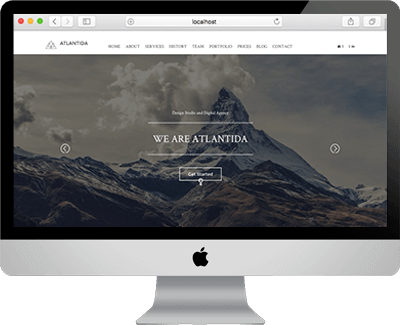 localhost
ATLANTIDA
HOME ABOUT SERVICES HISTORY TEAM PORTFOLIO PRICES BLOG CONTACT
Design Studio and Digital Agency
WE ARE ATLANTIDA
Get Started